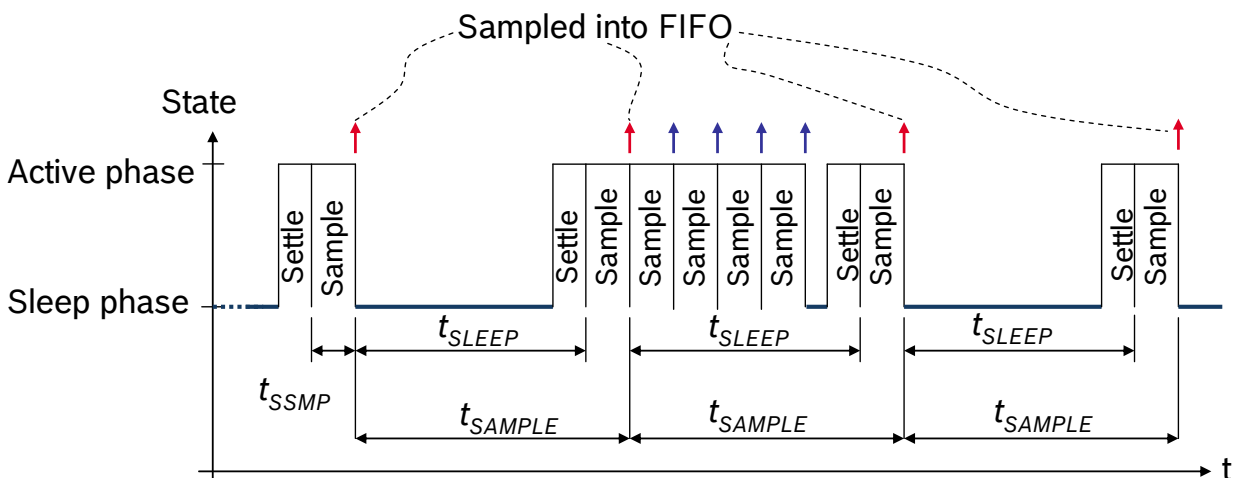 Sampled into FIFO
State
Active phase
Settle
Sample
Settle
Sample
Sample
Sample
Sample
Sample
Settle
Sample
Settle
Sample
Sleep phase
tSLEEP
tSLEEP
tSLEEP
tSSMP
tSAMPLE
tSAMPLE
tSAMPLE
t